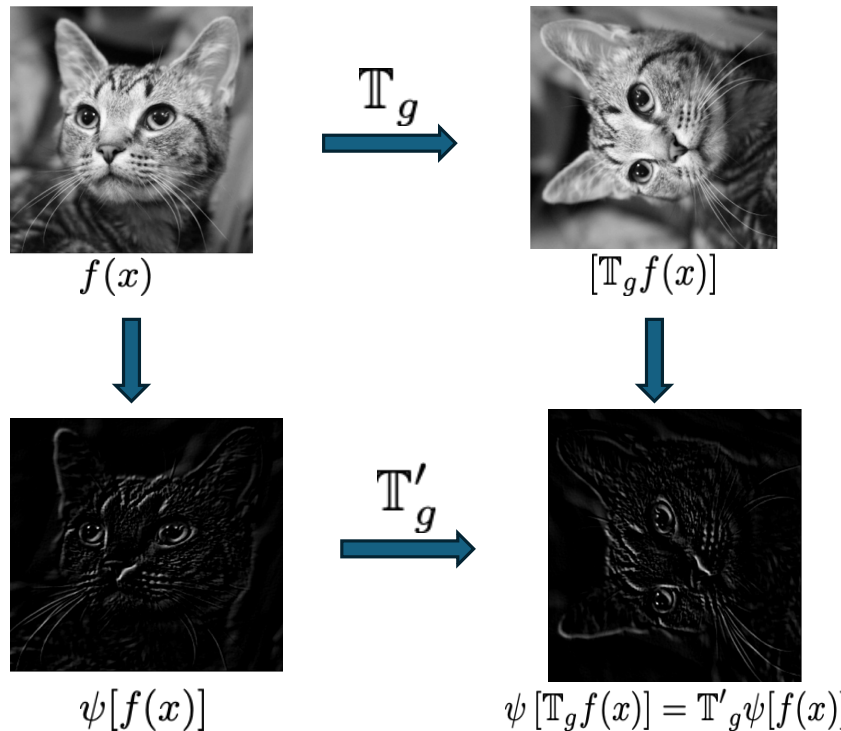 𝕋_g
f(x)
[𝕋_g f(x)]
𝕋′_g
ψ[f(x)]
ψ [𝕋_g f(x)] = 𝕋′_g ψ[f(x)]